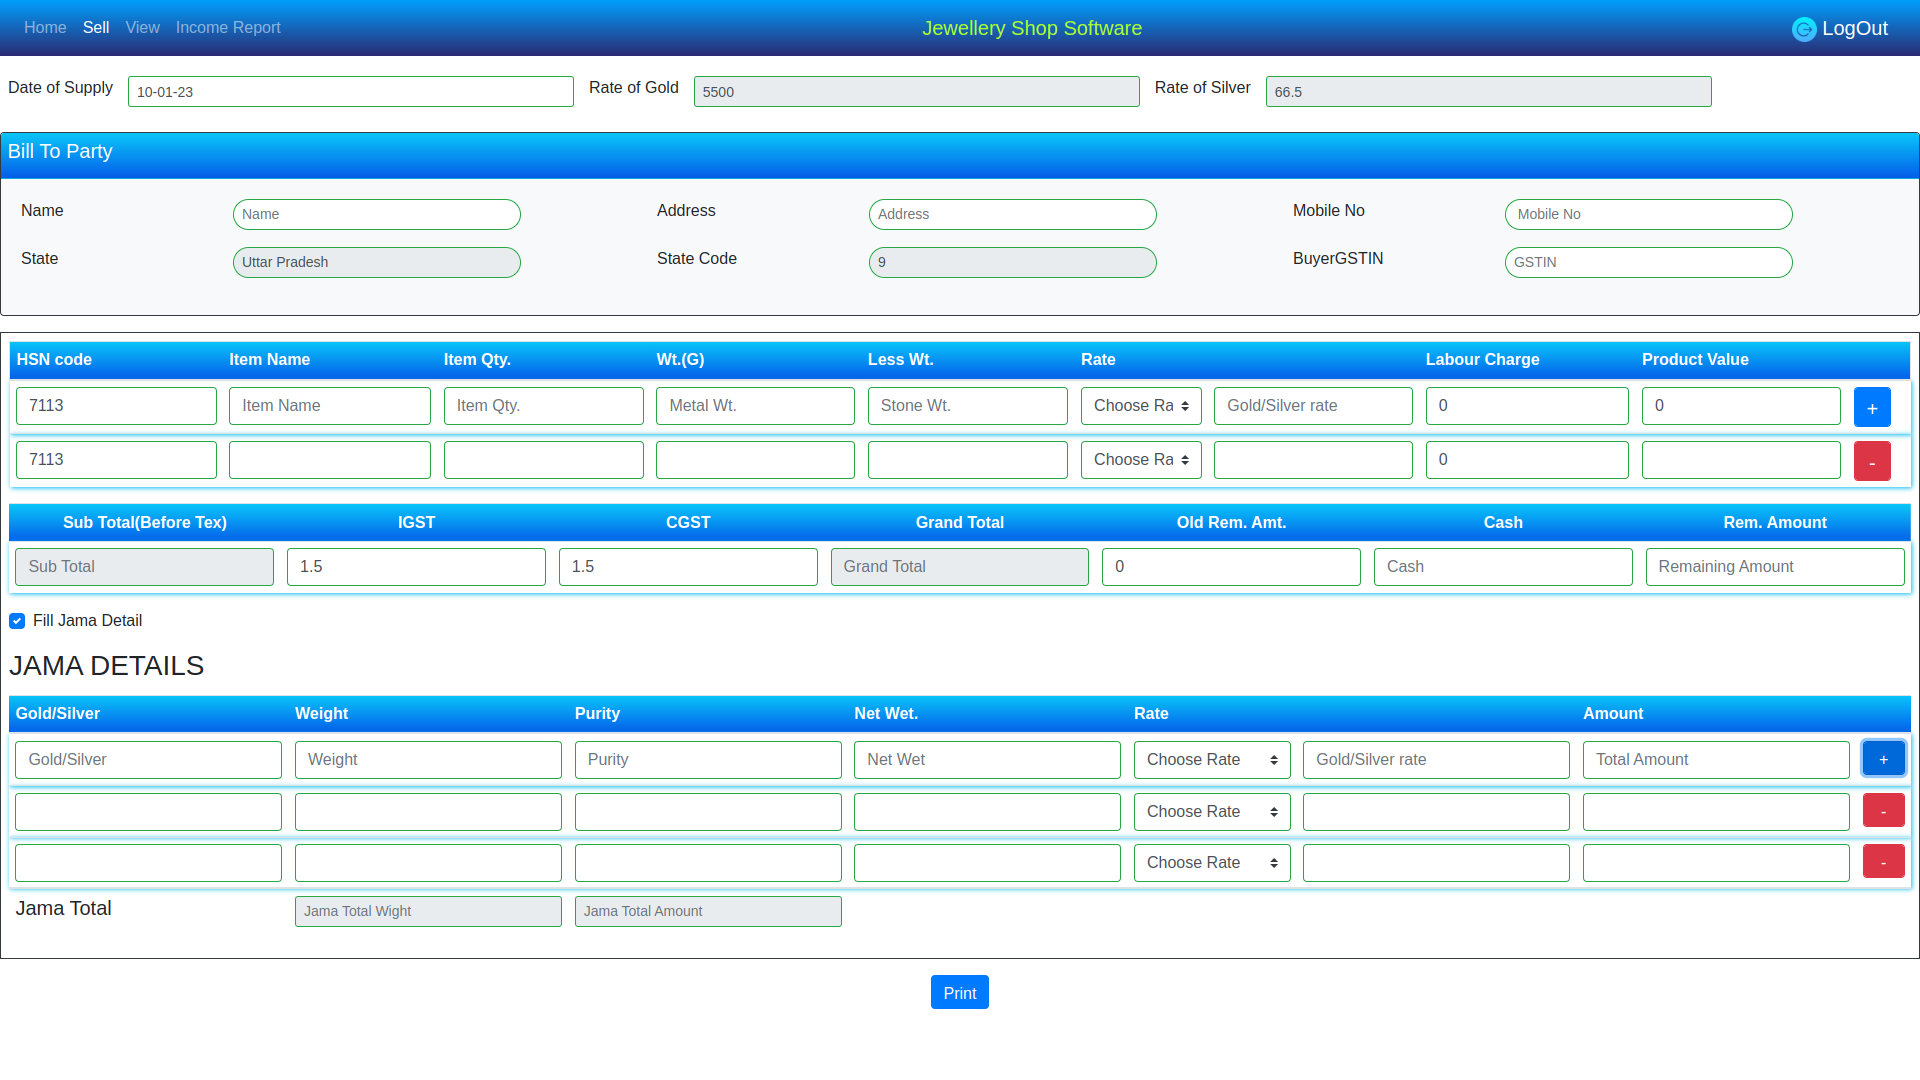 Home Sell View Income Report Jewellery Shop Software LogOut
Date of Supply 10-01-23 Rate of Gold 5500 Rate of Silver 66.5
Bill To Party
Name Name Address Address Mobile No Mobile No
State Uttar Pradesh State Code 9 BuyerGSTIN GSTIN
HSN code Item Name Item Qty. Wt.(G) Less Wt. Rate Labour Charge Product Value
7113 Item Name Item Qty. Metal Wt. Stone Wt. Choose Ra Gold/Silver rate 0 0 +
7113 Choose Ra 0 -
Sub Total(Before Tex) IGST CGST Grand Total Old Rem. Amt. Cash Rem. Amount
Sub Total 1.5 1.5 Grand Total 0 Cash Remaining Amount
Fill Jama Detail
JAMA DETAILS
Gold/Silver Weight Purity Net Wet. Rate Amount
Gold/Silver Weight Purity Net Wet Choose Rate Gold/Silver rate Total Amount +
Choose Rate -
Choose Rate -
Jama Total Jama Total Wight Jama Total Amount
Print